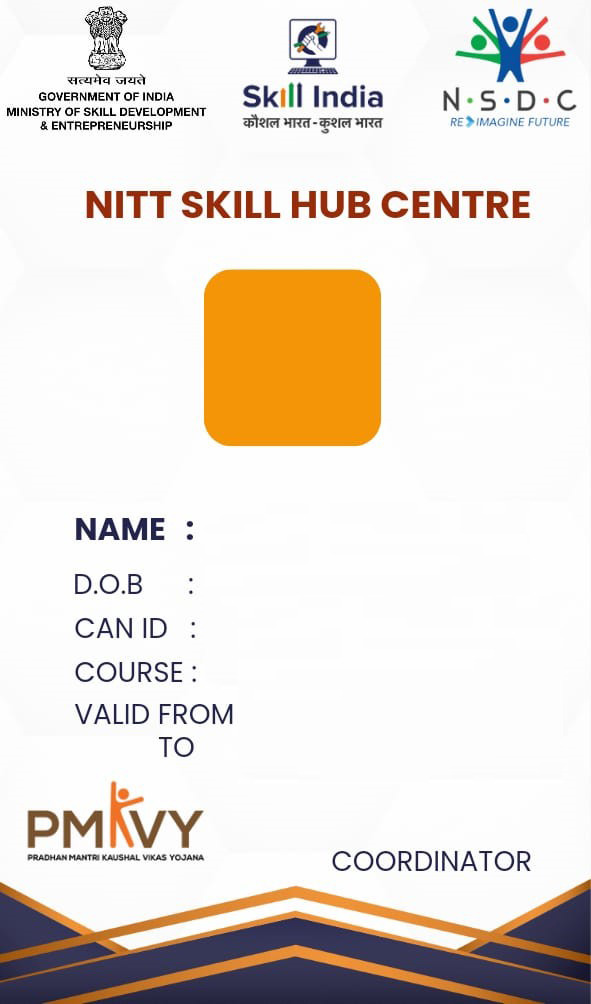 सत्यमेव जयते
GOVERNMENT OF INDIA
MINISTRY OF SKILL DEVELOPMENT
& ENTREPRENEURSHIP
Skill India
कौशल भारत-कुशल भारत
N·S·D·C
RE IMAGINE FUTURE
NITT SKILL HUB CENTRE
NAME :
D.O.B :
CAN ID :
COURSE :
VALID FROM
TO
PMKVY
PRADHAN MANTRI KAUSHAL VIKAS YOJANA
COORDINATOR